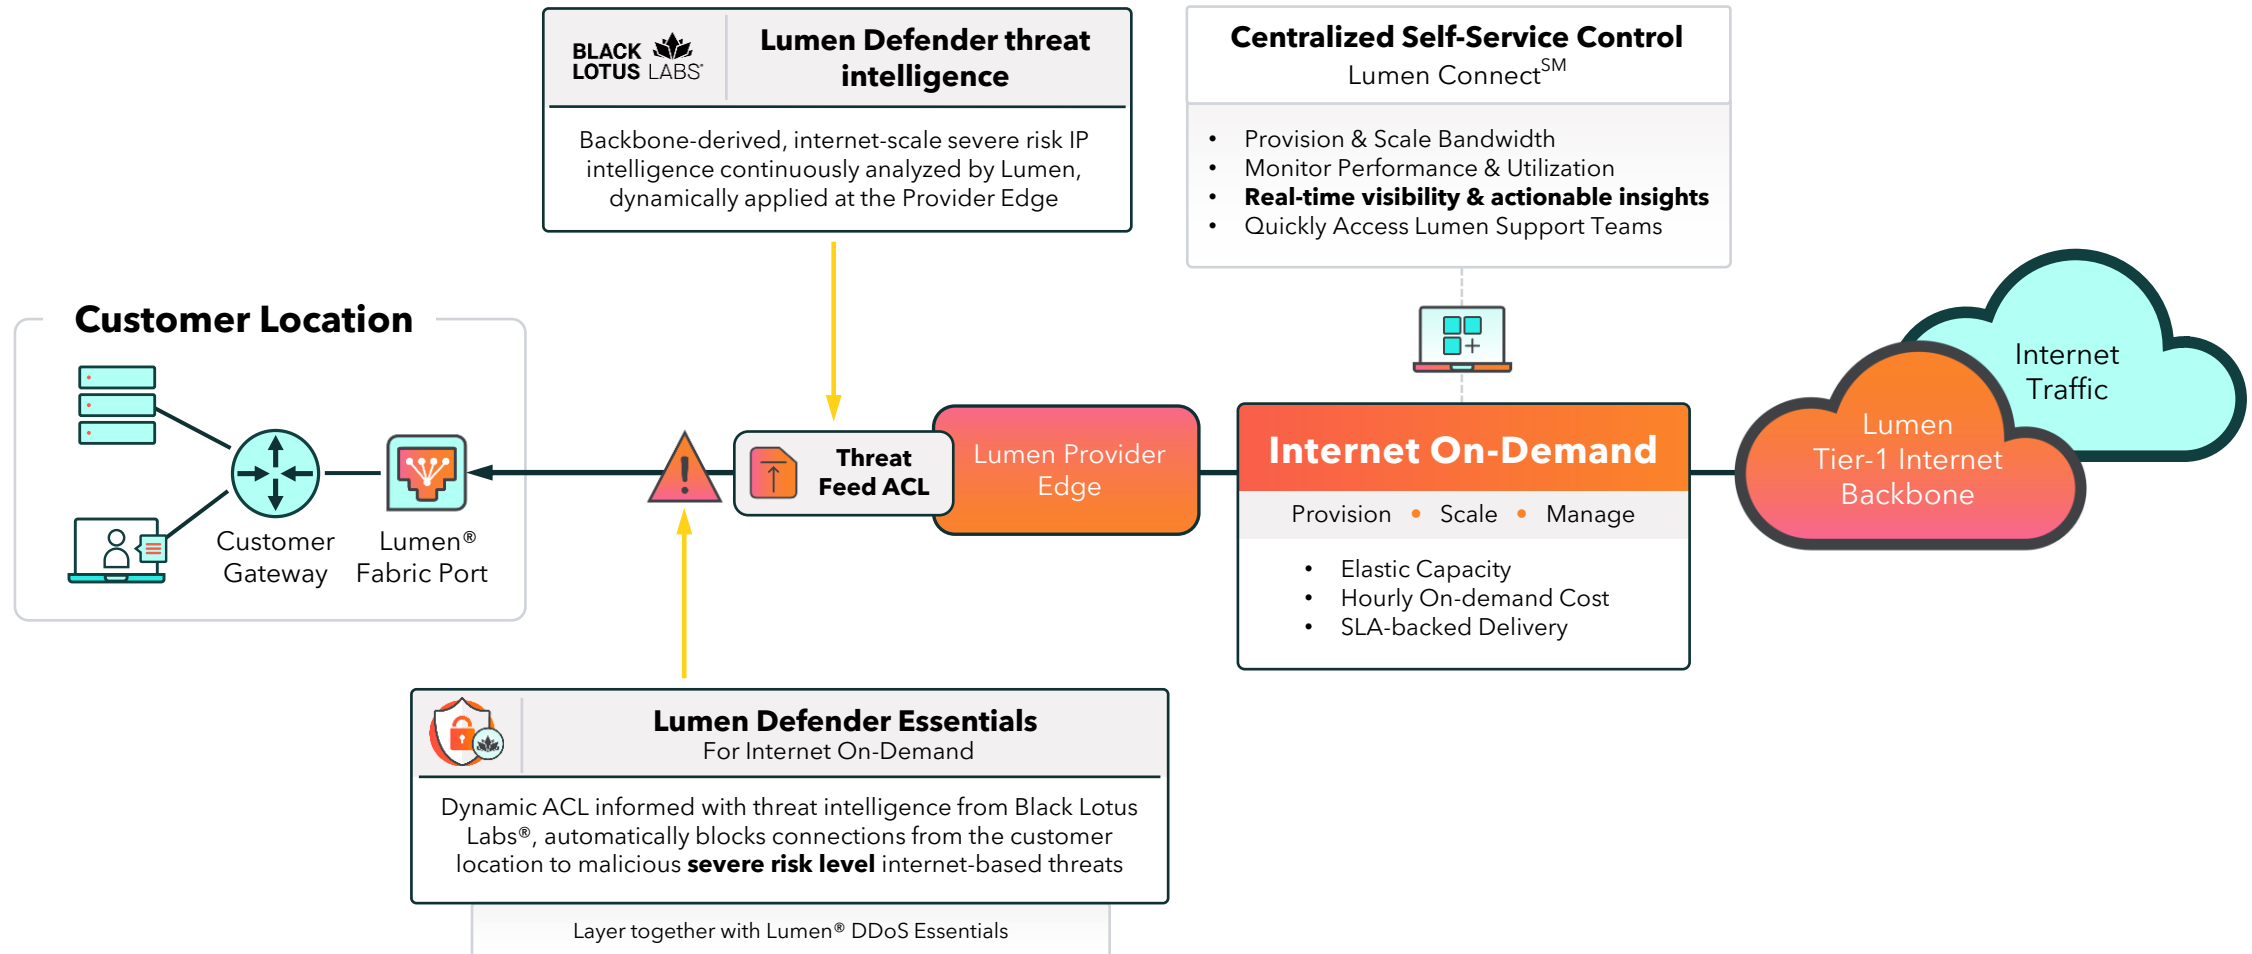 BLACK
LOTUS LABS®
Lumen Defender threat
intelligence
Backbone-derived, internet-scale severe risk IP
intelligence continuously analyzed by Lumen,
dynamically applied at the Provider Edge
Centralized Self-Service Control
Lumen Connect℠
• Provision & Scale Bandwidth
• Monitor Performance & Utilization
• Real-time visibility & actionable insights
• Quickly Access Lumen Support Teams
Customer Location
Customer
Gateway
Lumen®
Fabric Port
Threat
Feed ACL
Lumen Provider
Edge
Internet On-Demand
Provision • Scale • Manage
• Elastic Capacity
• Hourly On-demand Cost
• SLA-backed Delivery
Lumen
Tier-1 Internet
Backbone
Internet
Traffic
Lumen Defender Essentials
For Internet On-Demand
Dynamic ACL informed with threat intelligence from Black Lotus
Labs®, automatically blocks connections from the customer
location to malicious severe risk level internet-based threats
Layer together with Lumen® DDoS Essentials